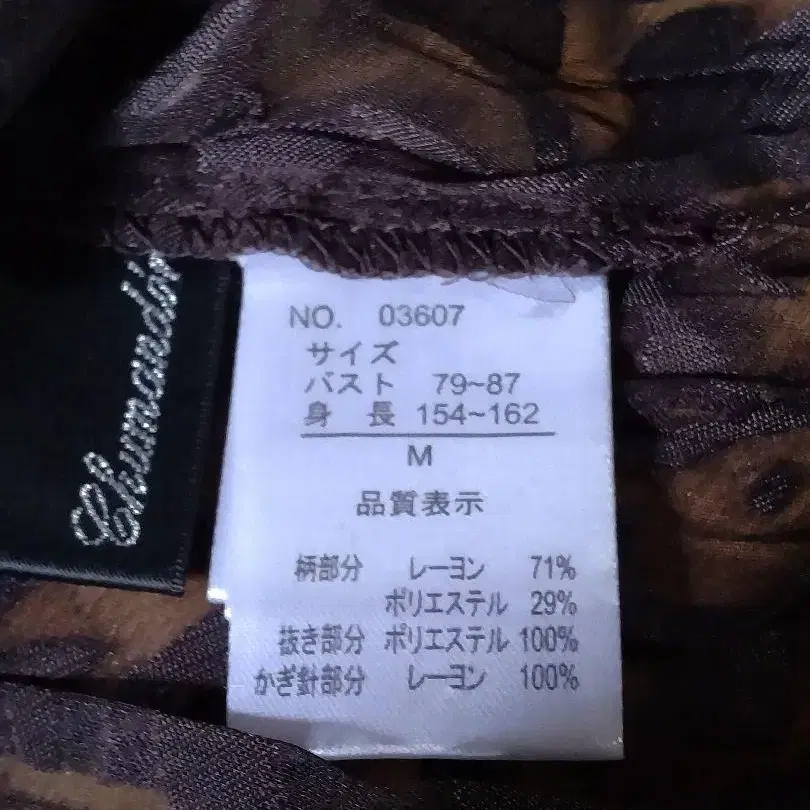 NO. 03607
サイズ
バスト 79~87
身 長 154~162
M
品質表示
柄部分 レーヨン 71%
ポリエステル 29%
抜き部分 ポリエステル 100%
かぎ針部分 レーヨン 100%